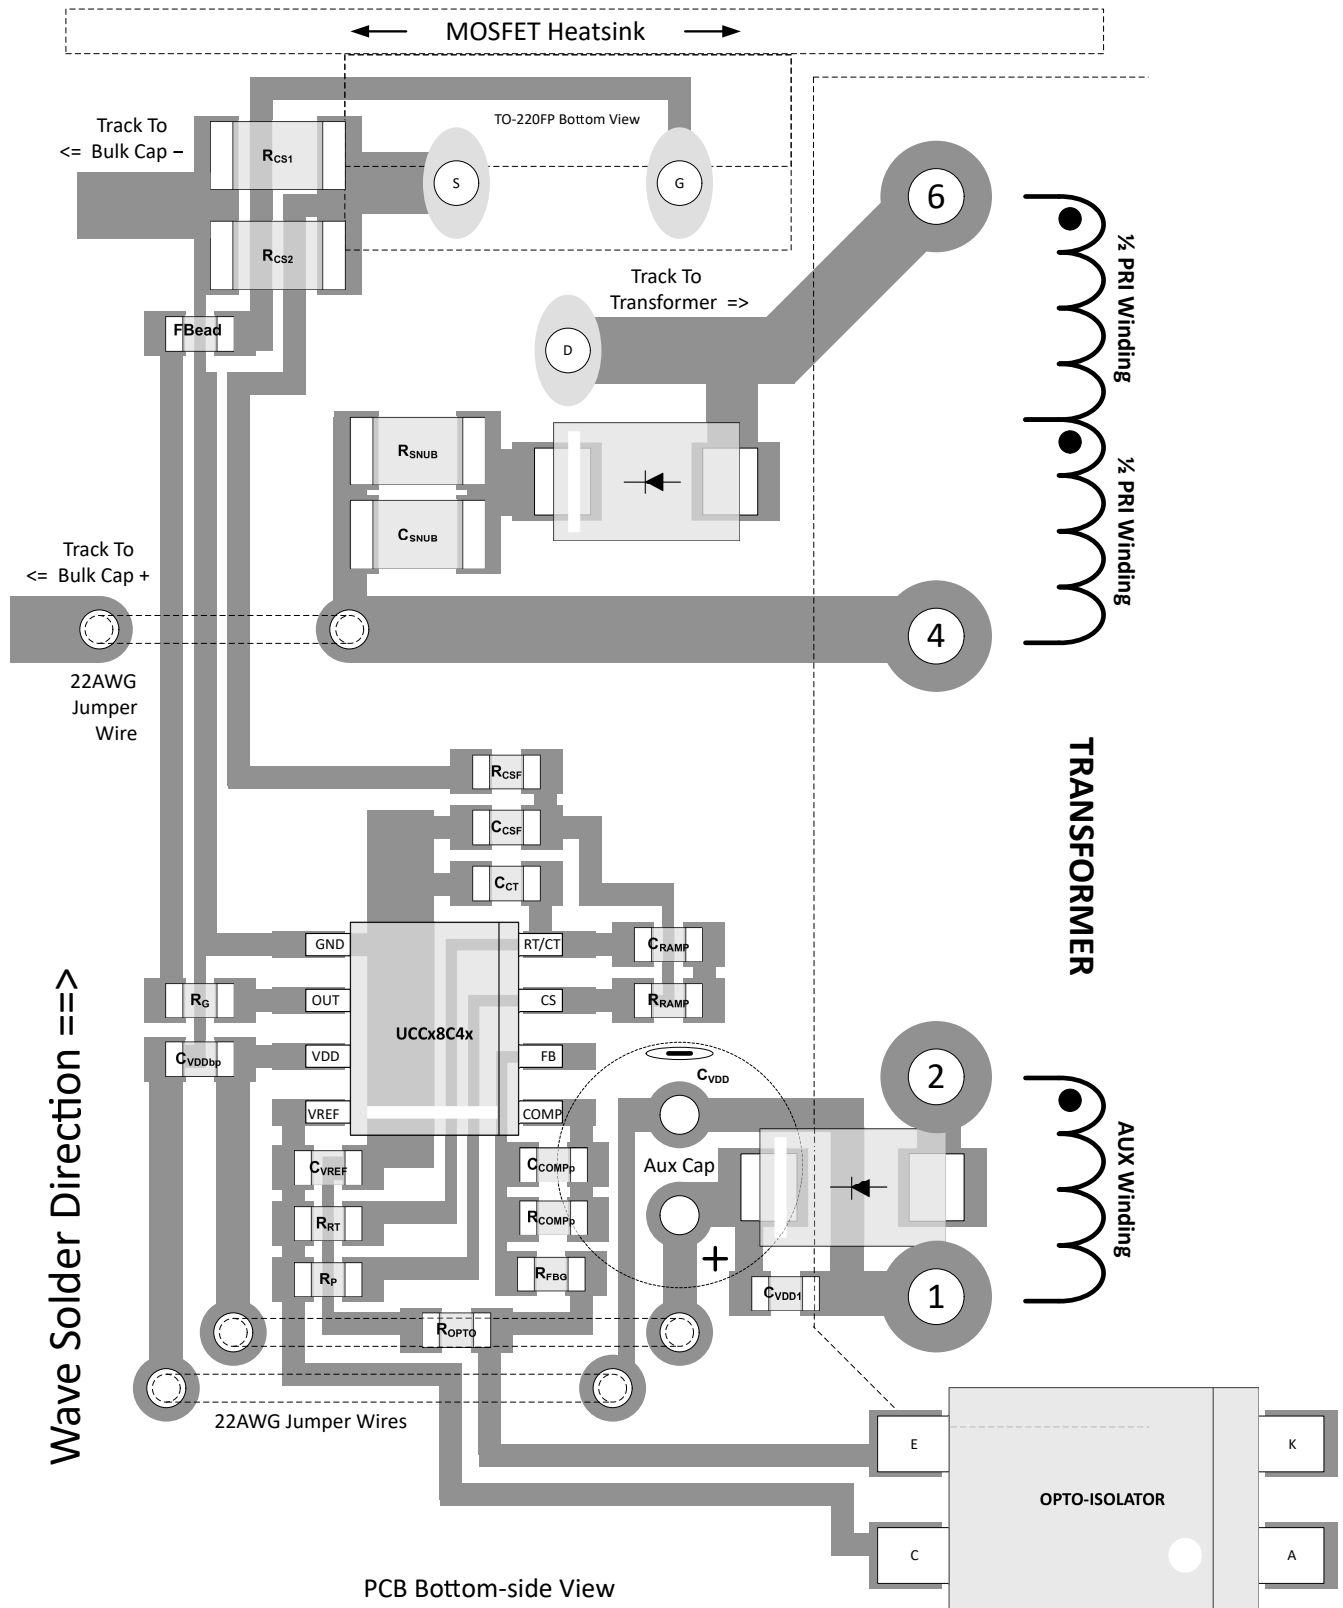 MOSFET Heatsink
TO-220FP Bottom View
Track To
<= Bulk Cap –
RCS1
S
G
6
½ PRI Winding
RCS2
Track To
Transformer =>
FBead
D
RSNUB
½ PRI Winding
CSNUB
Track To
<= Bulk Cap +
4
22AWG
Jumper
Wire
TRANSFORMER
RCSF
CCSF
CCT
GND
RT/CT
CRAMP
OUT
CS
RG
RRAMP
UCCx8C4x
VDD
FB
CVDDbp
VREF
COMP
CVDD
2
Wave Solder Direction ==>
CVREF
CCOMPp
Aux Cap
AUX Winding
RRT
RCOMPp
RP
RFBG
+
CVDD1
1
ROPTO
22AWG Jumper Wires
E
K
OPTO-ISOLATOR
C
A
PCB Bottom-side View